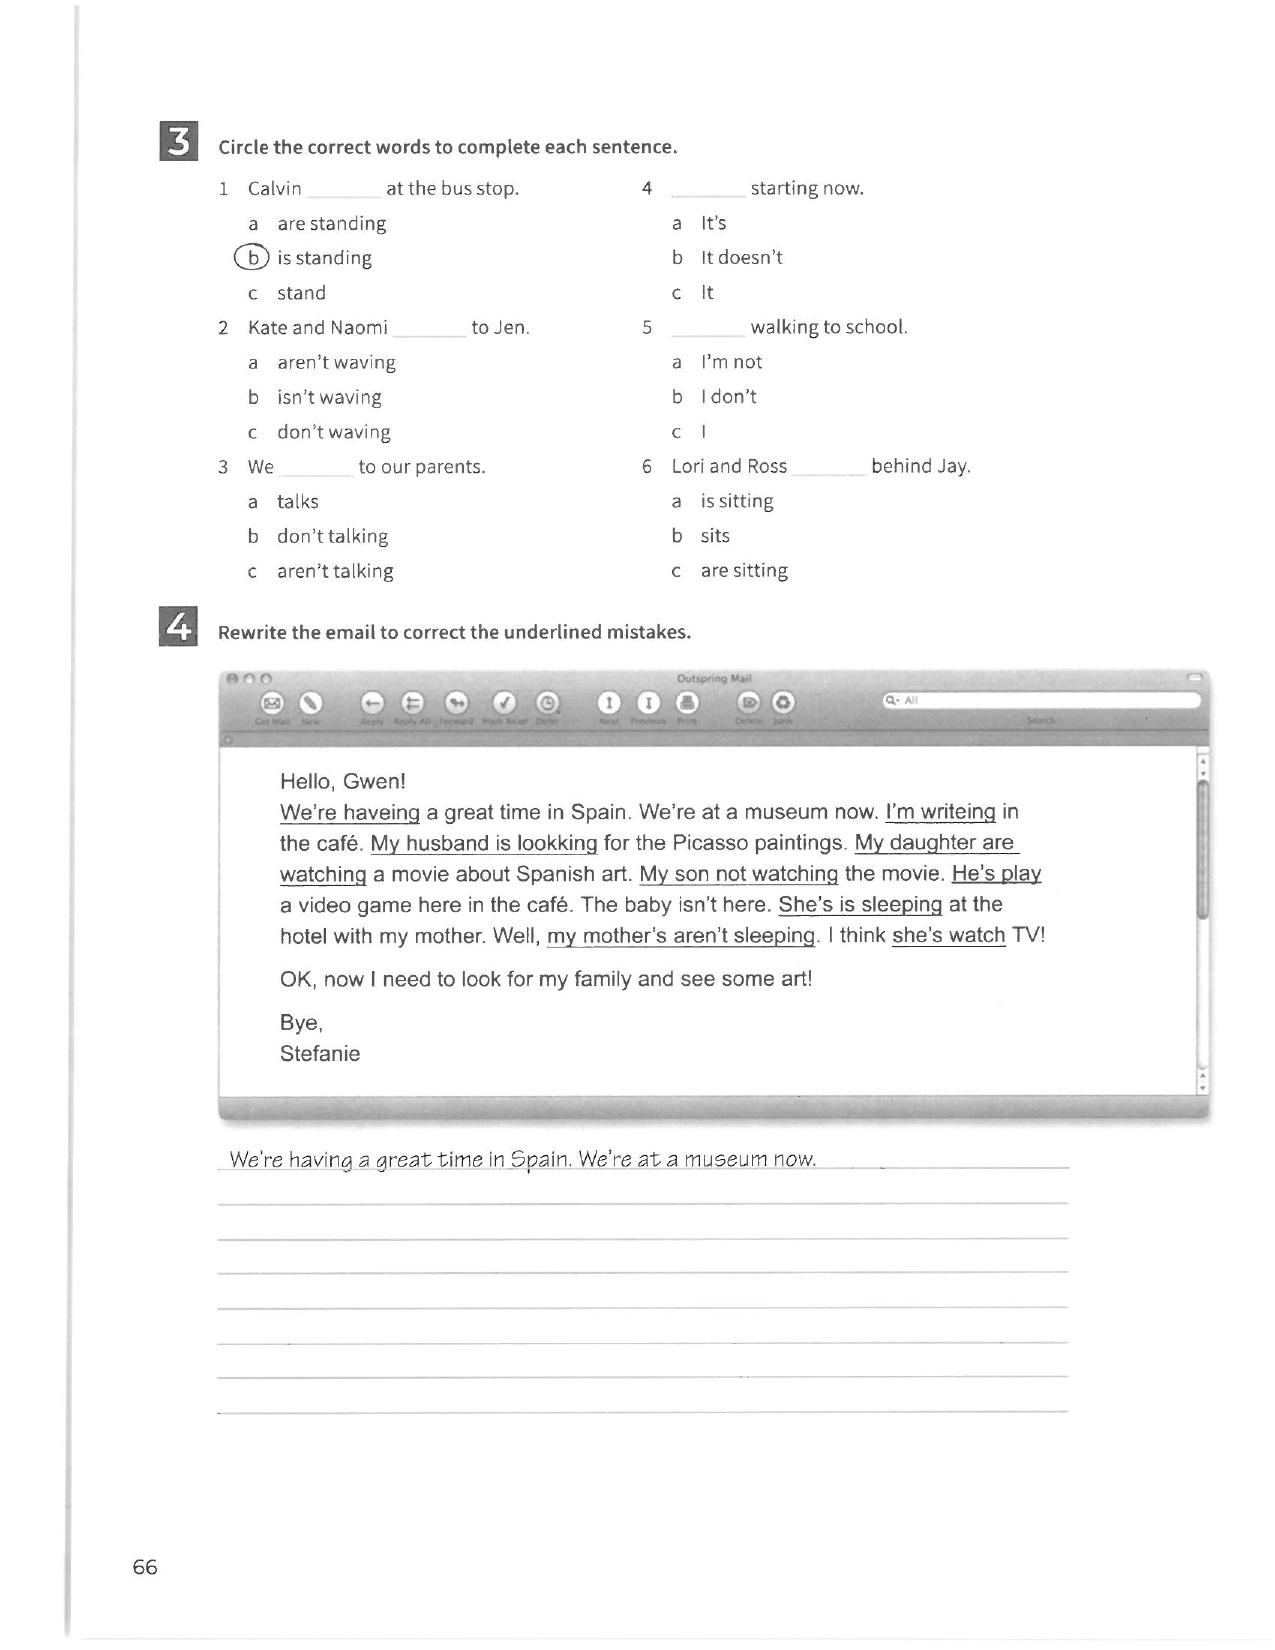 3 Circle the correct words to complete each sentence.
1 Calvin ______ at the bus stop.
a are standing
b is standing
c stand
2 Kate and Naomi ______ to Jen.
a aren't waving
b isn't waving
c don't waving
3 We ______ to our parents.
a talks
b don't talking
c aren't talking
4 ______ starting now.
a It's
b It doesn't
c It
5 ______ walking to school.
a I'm not
b I don't
c I
6 Lori and Ross ______ behind Jay.
a is sitting
b sits
c are sitting
4 Rewrite the email to correct the underlined mistakes.
Outspring Mail
Get Mail New Reply Reply All Forward Mark Read Defer Next Previous Print Delete Junk Search
All
Hello, Gwen!
We're haveing a great time in Spain. We're at a museum now. I'm writeing in
the café. My husband is lookking for the Picasso paintings. My daughter are
watching a movie about Spanish art. My son not watching the movie. He's play
a video game here in the café. The baby isn't here. She's is sleeping at the
hotel with my mother. Well, my mother's aren't sleeping. I think she's watch TV!
OK, now I need to look for my family and see some art!
Bye,
Stefanie
We're having a great time in Spain. We're at a museum now.
66